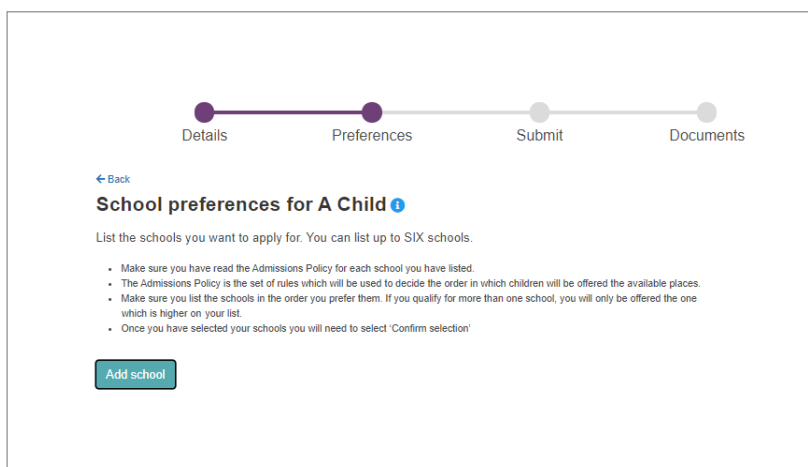 Details Preferences Submit Documents
Back
School preferences for A Child
List the schools you want to apply for. You can list up to SIX schools.
Make sure you have read the Admissions Policy for each school you have listed.
The Admissions Policy is the set of rules which will be used to decide the order in which children will be offered the available places.
Make sure you list the schools in the order you prefer them. If you qualify for more than one school, you will only be offered the one
which is higher on your list.
Once you have selected your schools you will need to select 'Confirm selection'
Add school